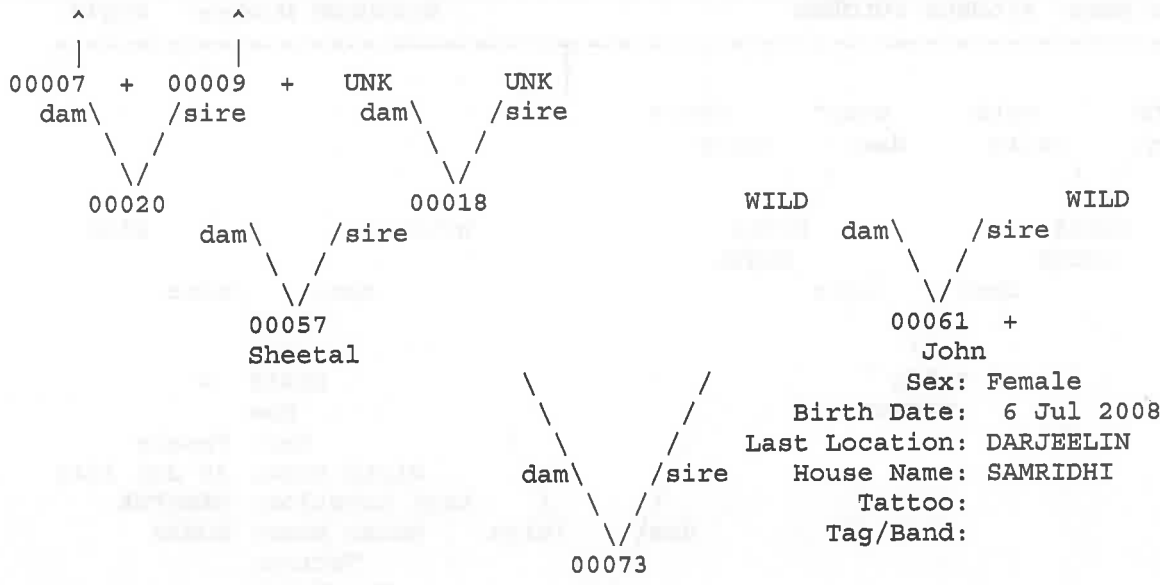 ^ ^
| |
00007 + 00009 + UNK UNK
dam\ /sire dam\ /sire
\ / \ /
\/ \/
00020 00018 WILD WILD
dam\ /sire dam\ /sire
\ / \ /
\/ \/
00057 00061 +
Sheetal John
\ / Sex: Female
\ / Birth Date: 6 Jul 2008
\ / Last Location: DARJEELIN
dam\ /sire House Name: SAMRIDHI
\ / Tattoo:
\/ Tag/Band:
00073